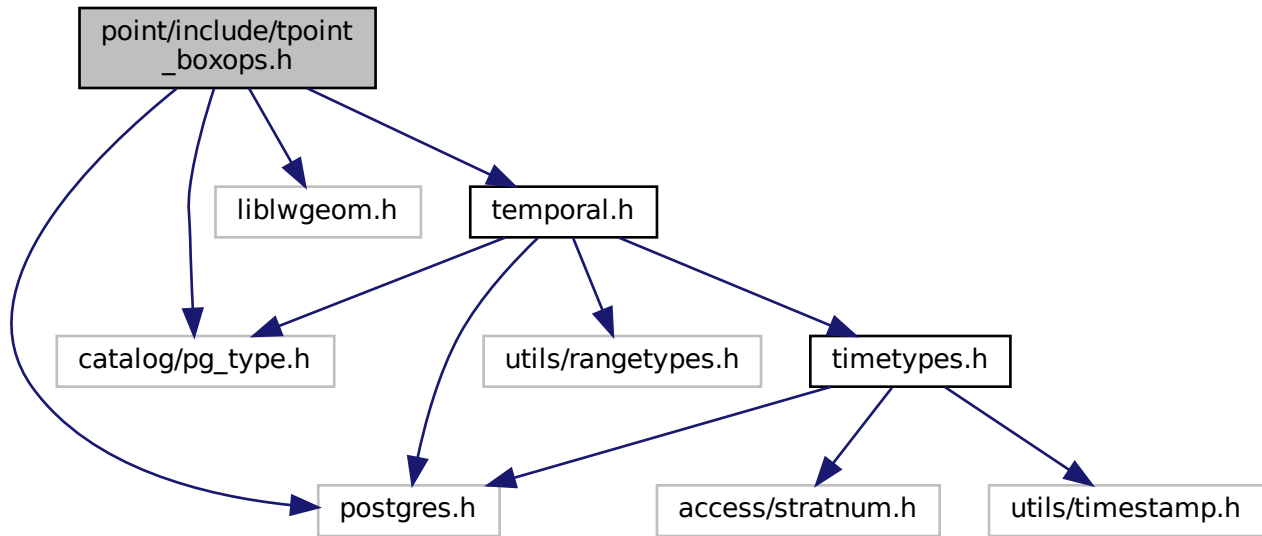 point/include/tpoint
_boxops.h
liblwgeom.h
temporal.h
catalog/pg_type.h
utils/rangetypes.h
timetypes.h
postgres.h
access/stratnum.h
utils/timestamp.h